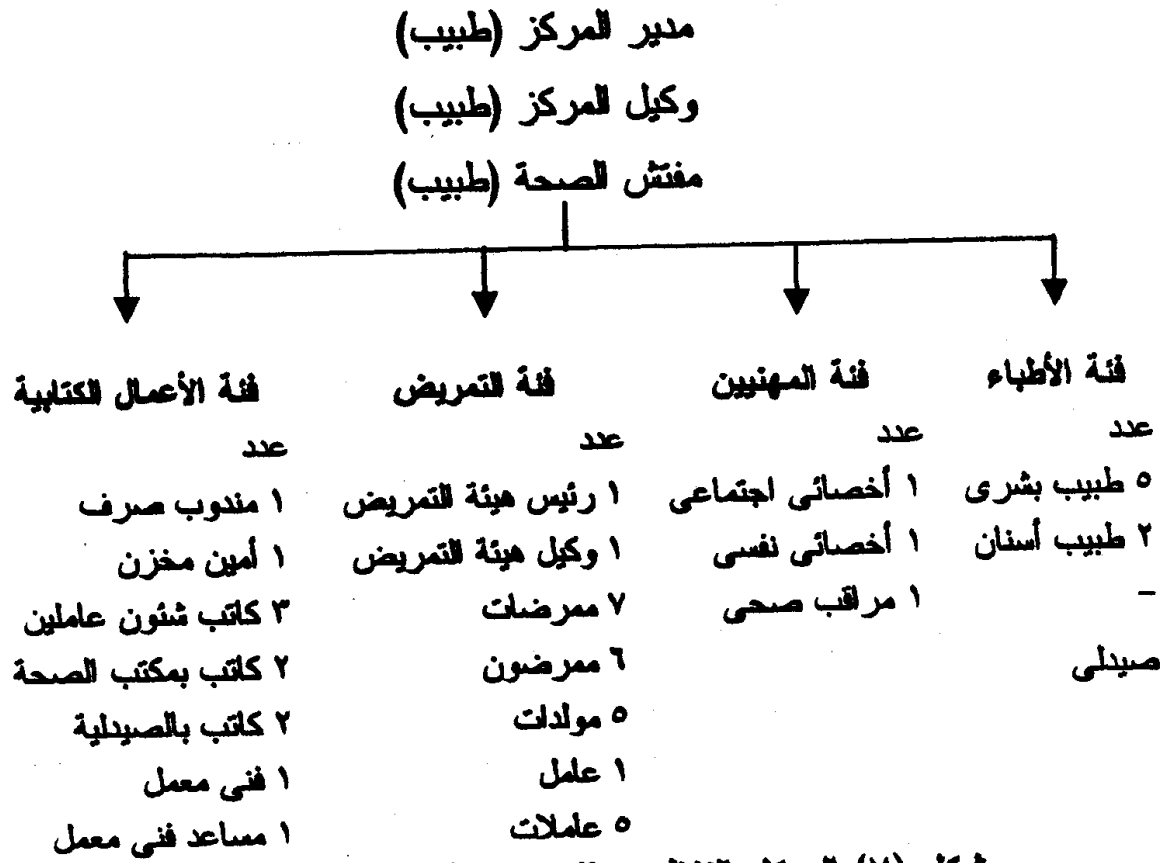 مدير المركز (طبيب)
وكيل المركز (طبيب)
مفتش الصحة (طبيب)
فئة الأطباء
عدد
٥ طبيب بشرى
٢ طبيب أسنان
-
صيدلى
فئة المهنيين
عدد
١ أخصائى اجتماعى
١ أخصائى نفسى
١ مراقب صحى
فئة التمريض
عدد
١ رئيس هيئة التمريض
١ وكيل هيئة التمريض
٧ ممرضات
٦ ممرضون
٥ مولدات
١ عامل
٥ عاملات
فئة الأعمال الكتابية
عدد
١ مندوب صرف
١ أمين مخزن
٣ كاتب شئون عاملين
٢ كاتب بمكتب الصحة
٢ كاتب بالصيدلية
١ فنى معمل
١ مساعد فنى معمل